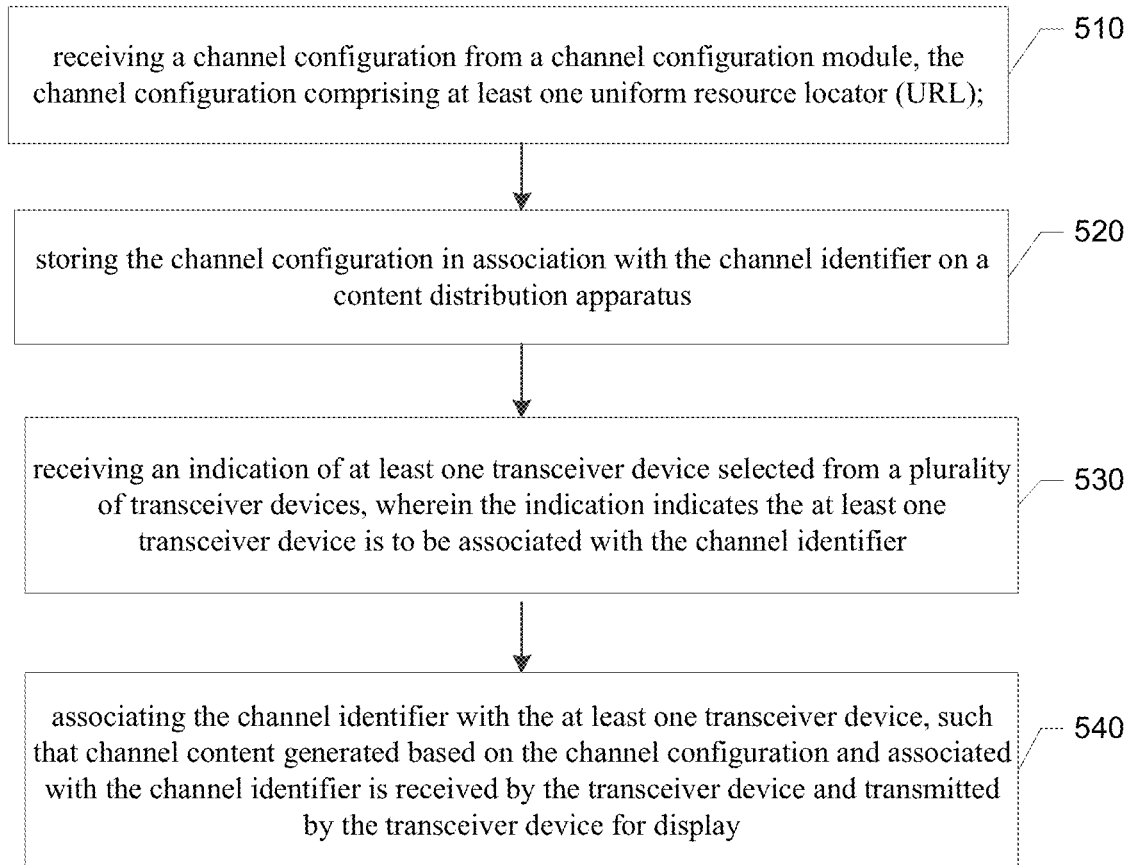 receiving a channel configuration from a channel configuration module, the
channel configuration comprising at least one uniform resource locator (URL);
510
storing the channel configuration in association with the channel identifier on a
content distribution apparatus
520
receiving an indication of at least one transceiver device selected from a plurality
of transceiver devices, wherein the indication indicates the at least one
transceiver device is to be associated with the channel identifier
530
associating the channel identifier with the at least one transceiver device, such
that channel content generated based on the channel configuration and associated
with the channel identifier is received by the transceiver device and transmitted
by the transceiver device for display
540